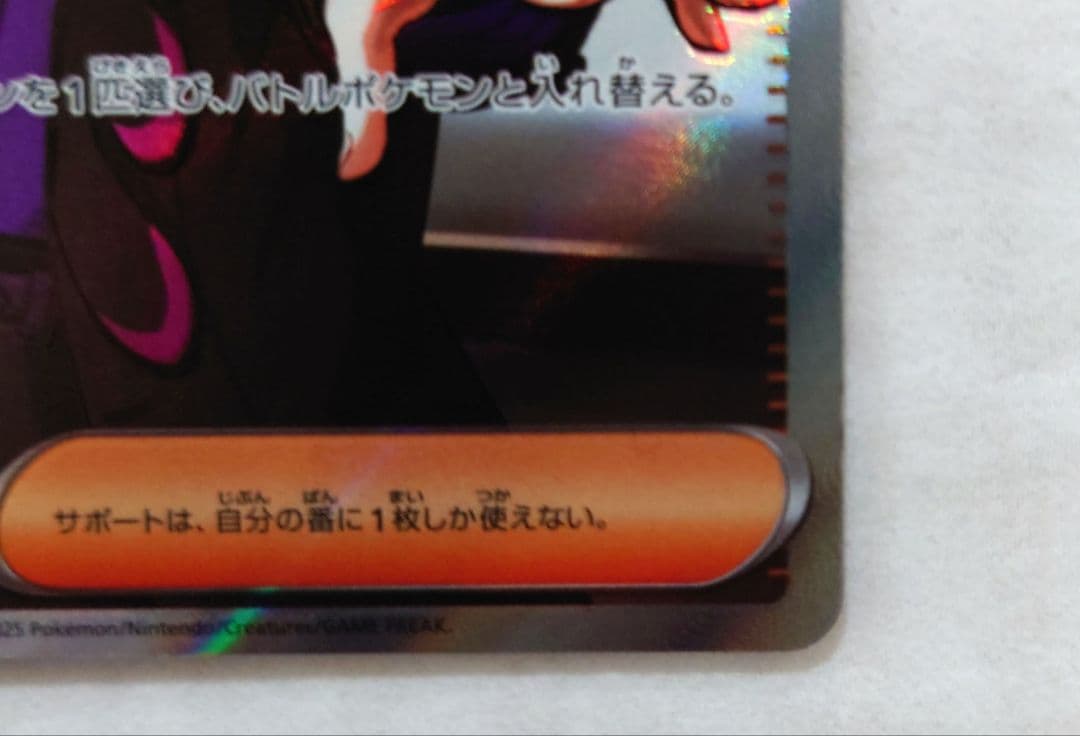 ンを1匹選び、バトルポケモンと入れ替える。
サポートは、自分の番に1枚しか使えない。
025 Pokémon/Nintendo/Creatures/GAME FREAK.